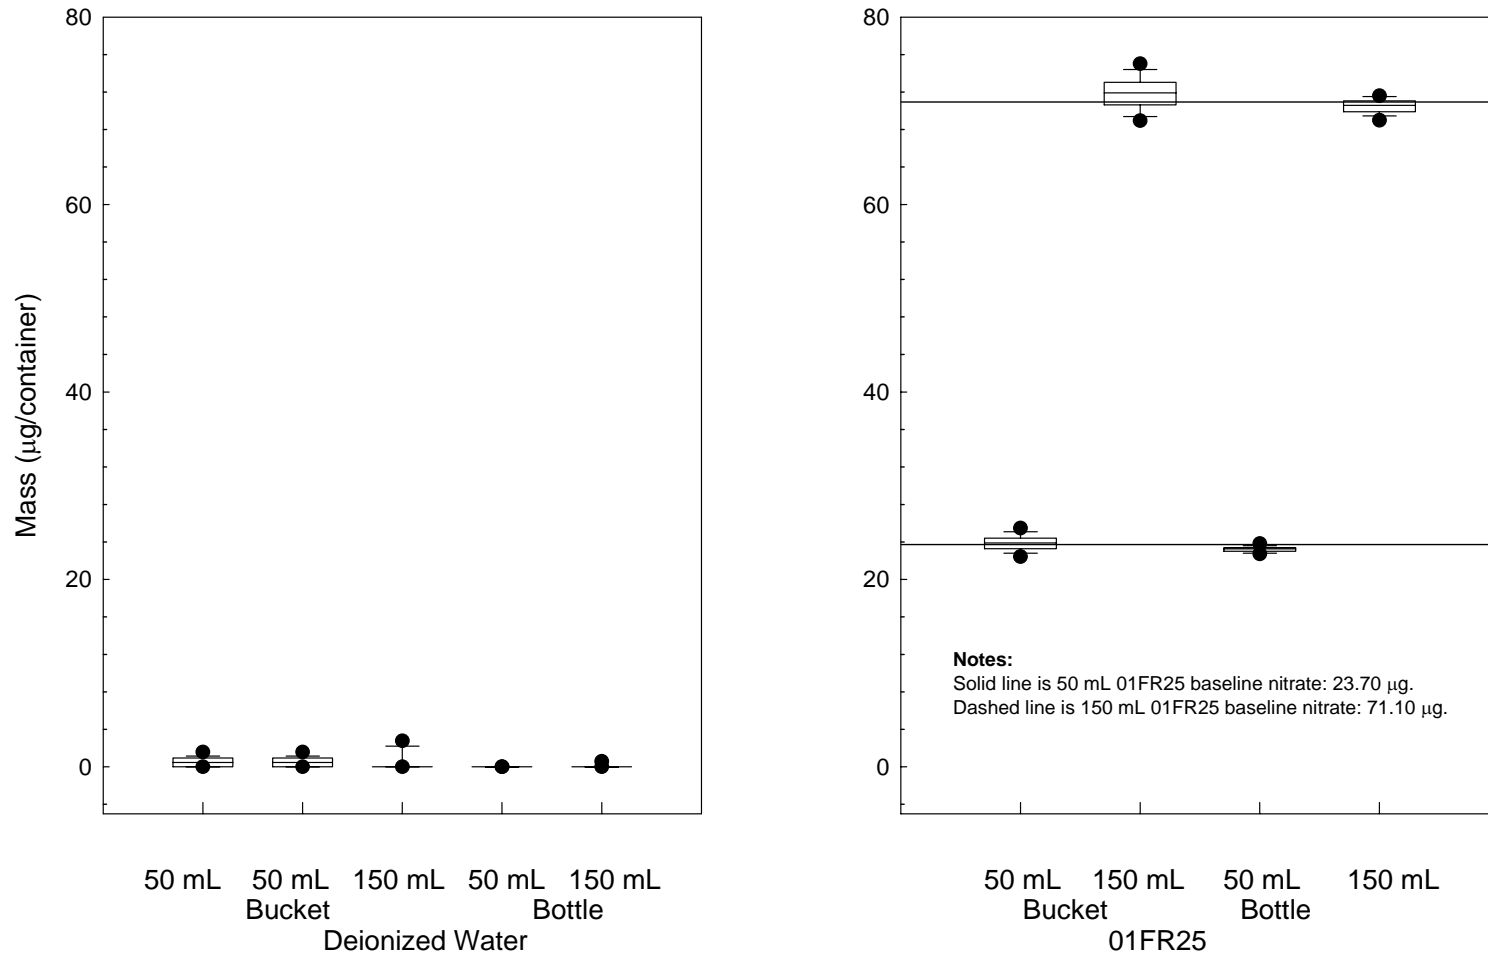 80
60
40
20
0
Mass (μg/container)
50 mL 50 mL 150 mL 50 mL 150 mL
Bucket Bottle
Deionized Water
80
60
40
20
0
Notes:
Solid line is 50 mL 01FR25 baseline nitrate: 23.70 μg.
Dashed line is 150 mL 01FR25 baseline nitrate: 71.10 μg.
50 mL 150 mL 50 mL 150 mL
Bucket Bottle
01FR25